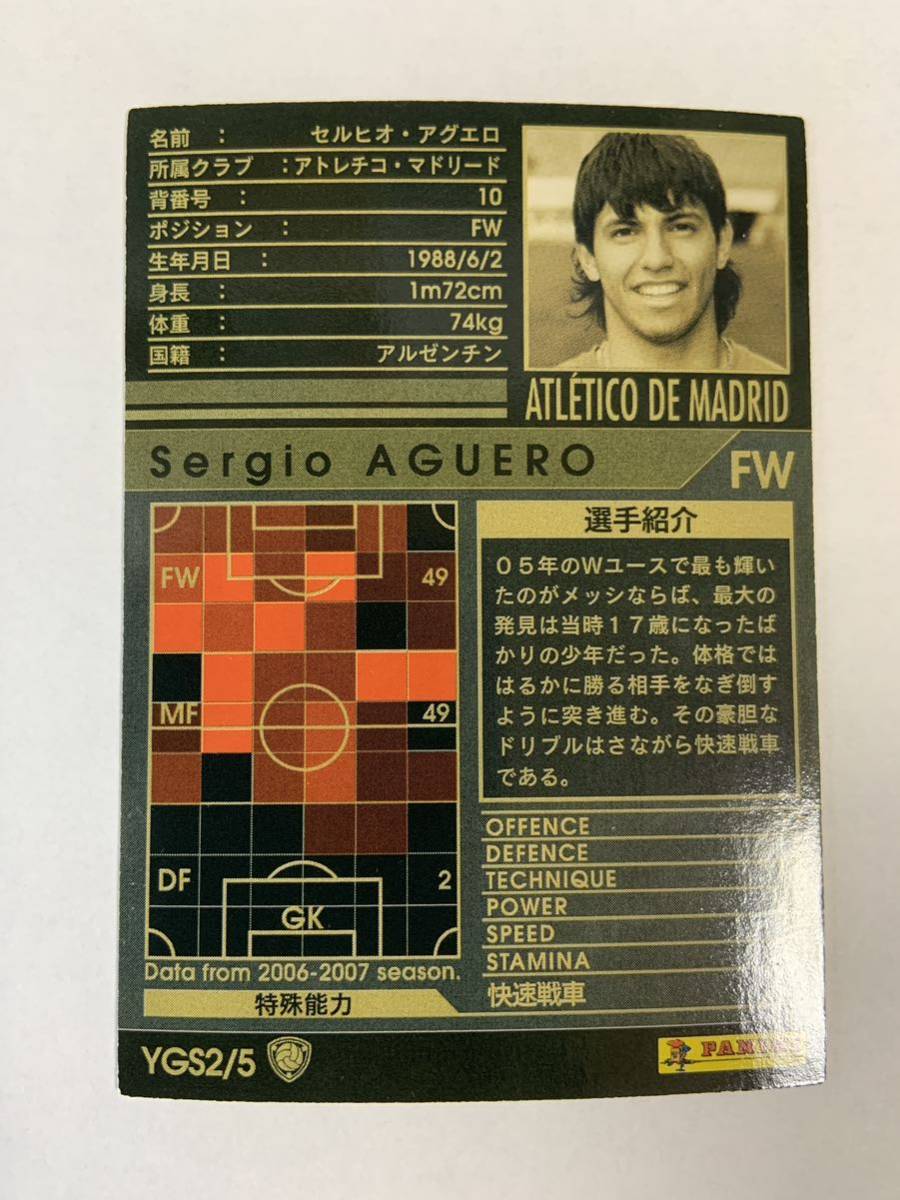 名前 : セルヒオ・アグエロ
所属クラブ :アトレチコ・マドリード
背番号 : 10
ポジション : FW
生年月日 : 1988/6/2
身長 : 1m72cm
体重 : 74kg
国籍 : アルゼンチン
ATLÉTICO DE MADRID
Sergio AGUERO
FW
FW 49
MF 49
DF 2
GK
Data from 2006-2007 season.
特殊能力
選手紹介
05年のWユースで最も輝い
たのがメッシならば、最大の
発見は当時17歳になったば
かりの少年だった。体格では
はるかに勝る相手をなぎ倒す
ように突き進む。その豪胆な
ドリブルはさながら快速戦車
である。
OFFENCE
DEFENCE
TECHNIQUE
POWER
SPEED
STAMINA
快速戦車
YGS2/5
PANINI